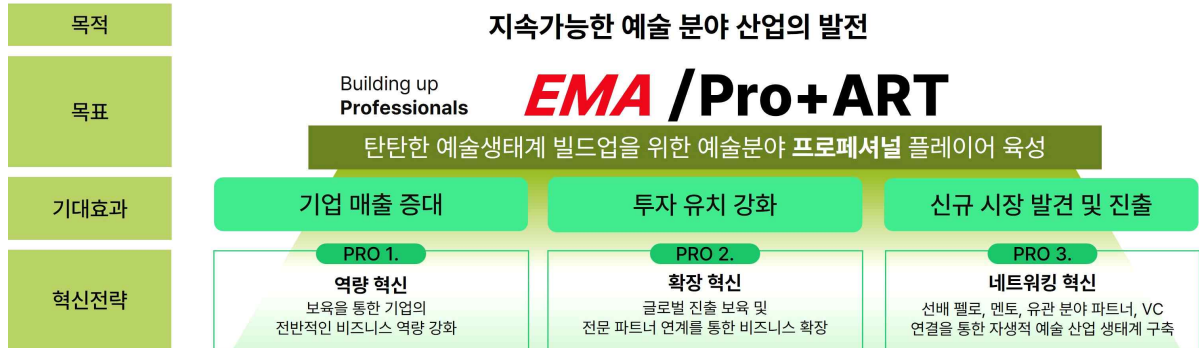 목적
지속가능한 예술 분야 산업의 발전
목표
Building up
Professionals
EMA /Pro+ART
탄탄한 예술생태계 빌드업을 위한 예술분야 프로페셔널 플레이어 육성
기대효과
기업 매출 증대
투자 유치 강화
신규 시장 발견 및 진출
혁신전략
PRO 1.
역량 혁신
보육을 통한 기업의
전반적인 비즈니스 역량 강화
PRO 2.
확장 혁신
글로벌 진출 보육 및
전문 파트너 연계를 통한 비즈니스 확장
PRO 3.
네트워킹 혁신
선배 펠로, 멘토, 유관 분야 파트너, VC
연결을 통한 자생적 예술 산업 생태계 구축